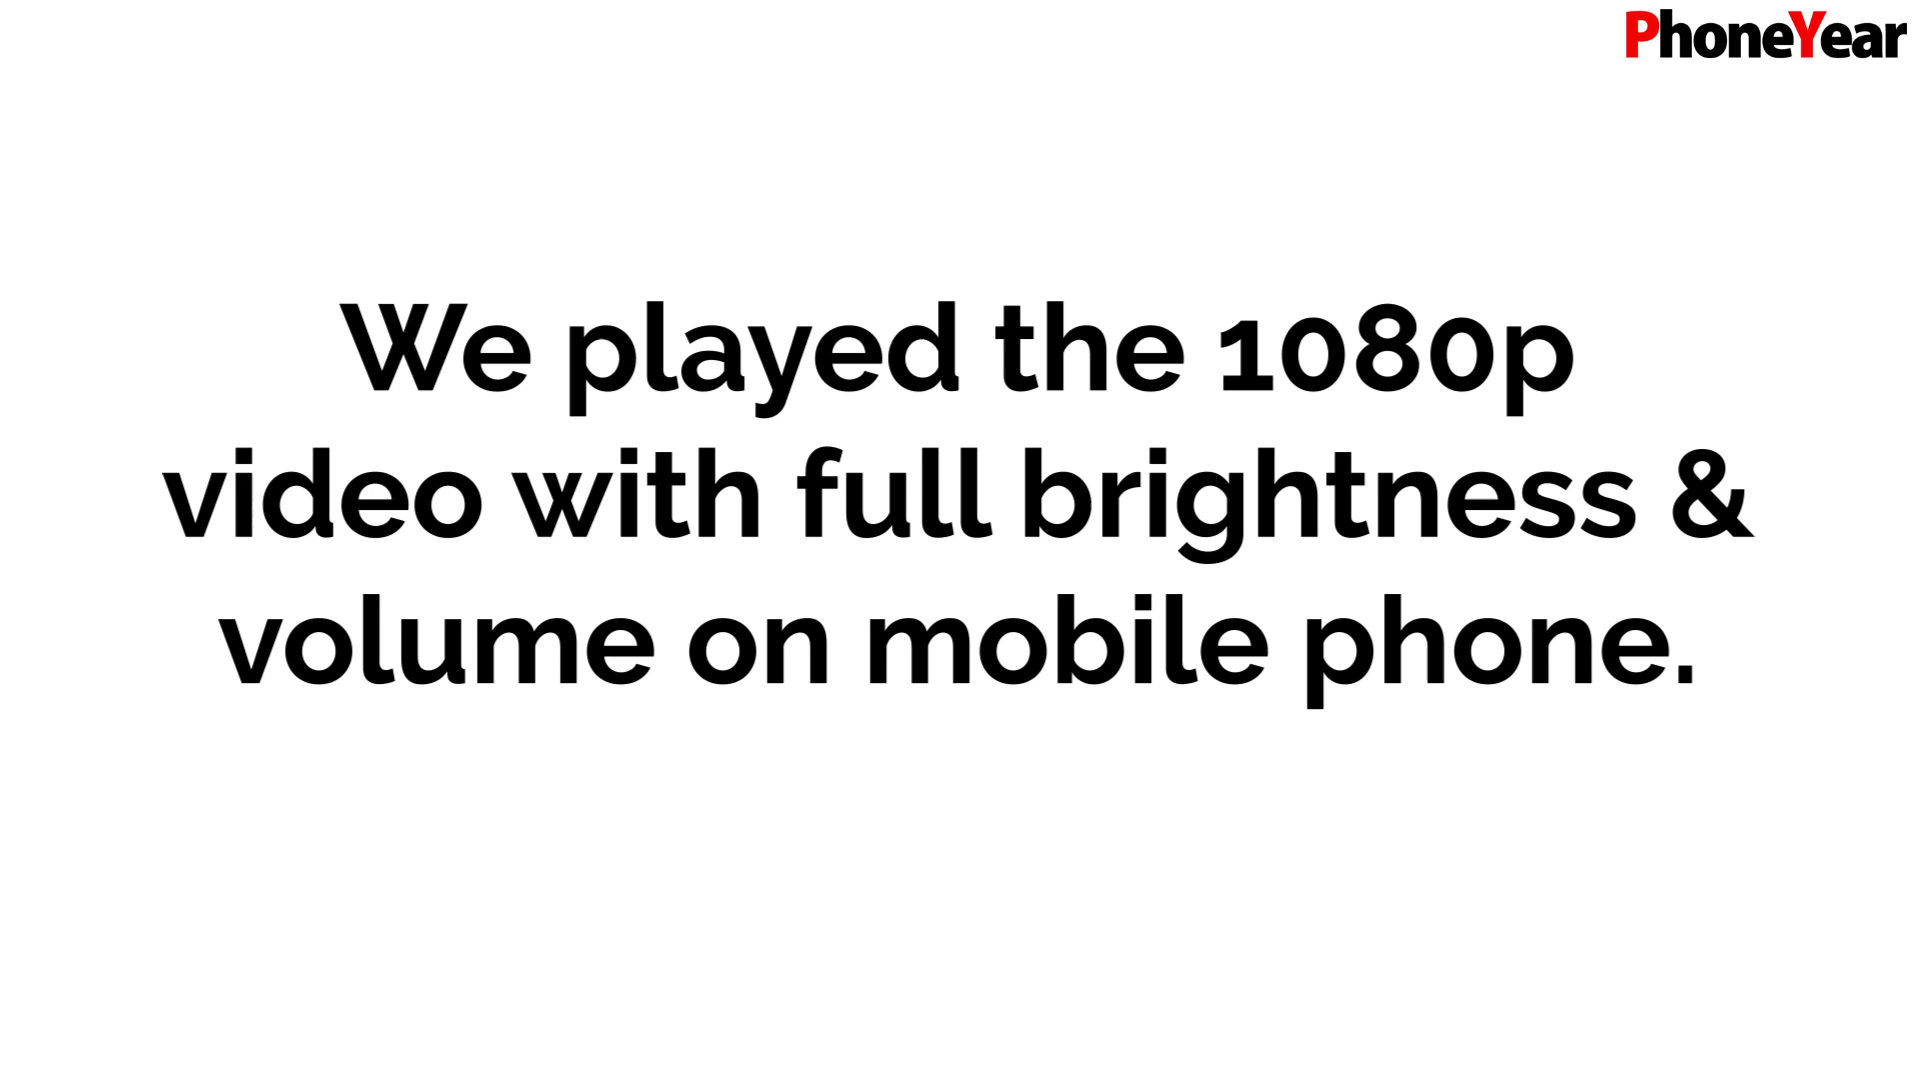 PhoneYear
We played the 1080p
video with full brightness &
volume on mobile phone.